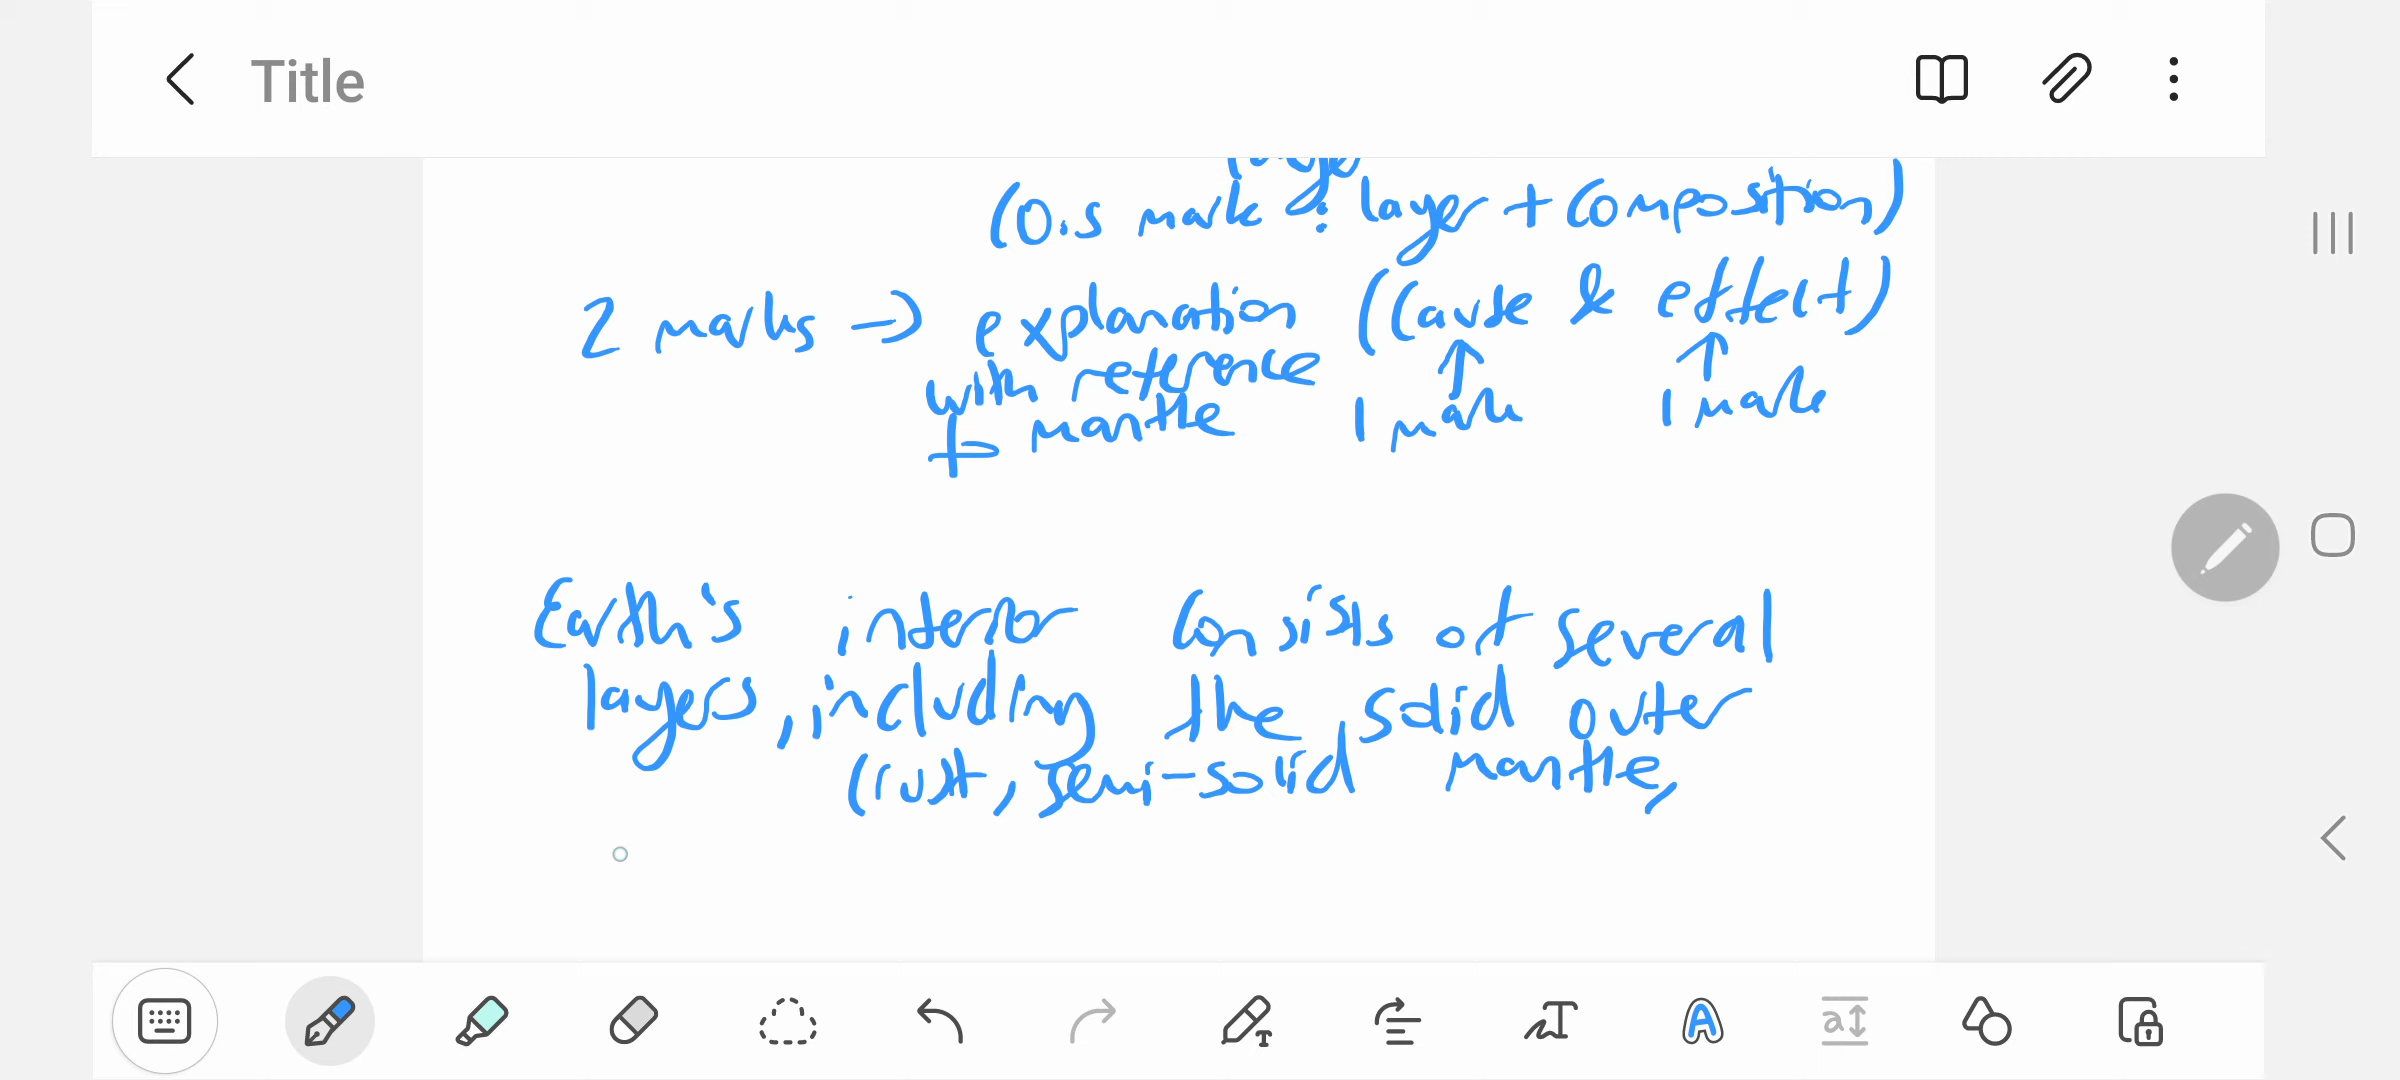 Title
(0.5 mark : layer + composition)
2 marks → explanation (cause & effect)
with reference
to mantle
1 mark
1 mark
Earth's interior consists of several
layers, including the solid outer
crust, semi-solid mantle,